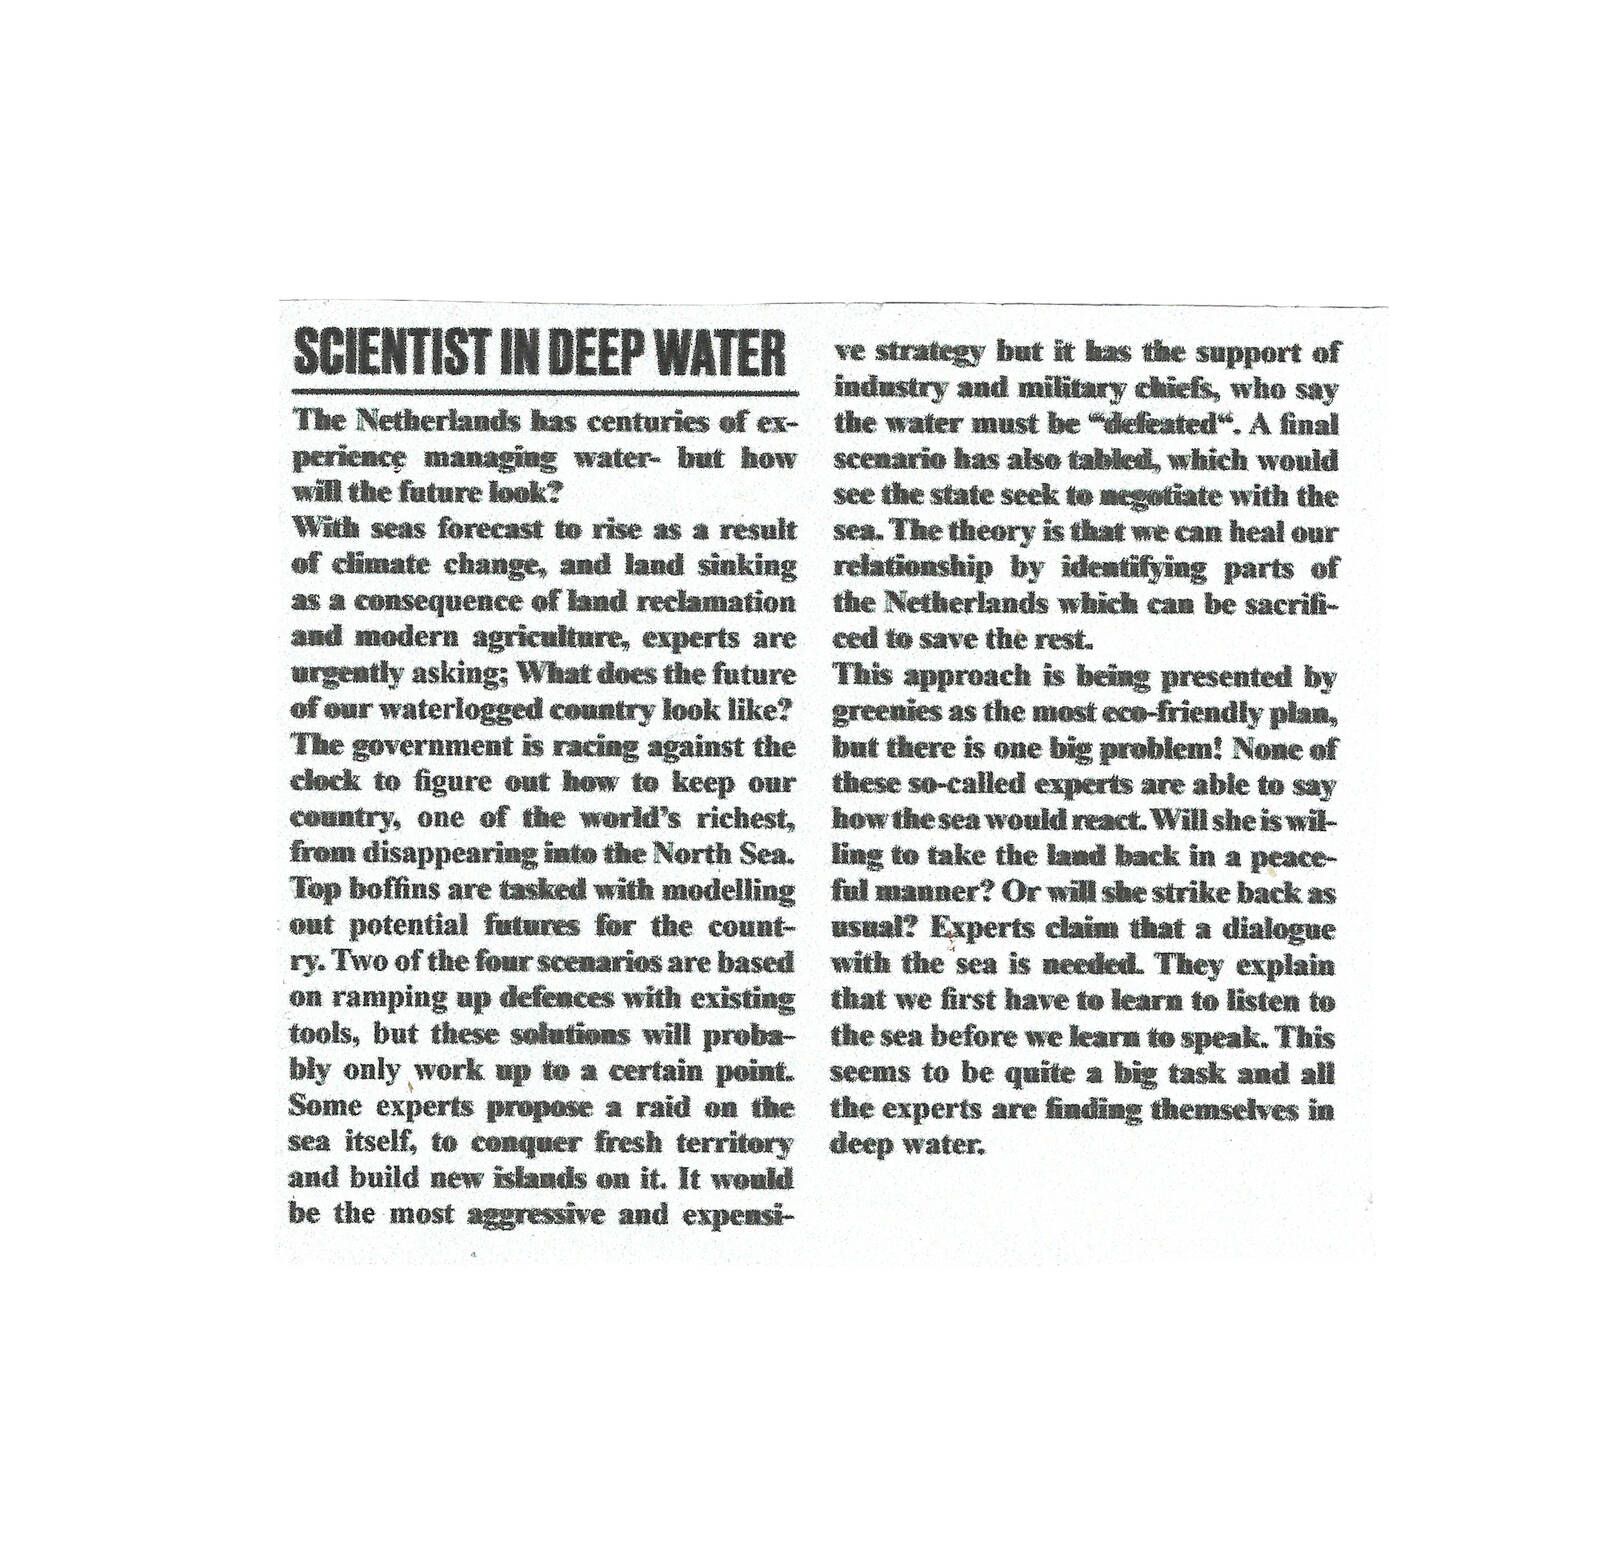 SCIENTIST IN DEEP WATER
The Netherlands has centuries of ex-
perience managing water- but how
will the future look?
With seas forecast to rise as a result
of climate change, and land sinking
as a consequence of land reclamation
and modern agriculture, experts are
urgently asking; What does the future
of our waterlogged country look like?
The government is racing against the
clock to figure out how to keep our
country, one of the world's richest,
from disappearing into the North Sea.
Top boffins are tasked with modelling
out potential futures for the count-
ry. Two of the four scenarios are based
on ramping up defences with existing
tools, but these solutions will proba-
bly only work up to a certain point.
Some experts propose a raid on the
sea itself, to conquer fresh territory
and build new islands on it. It would
be the most aggressive and expensi-
ve strategy but it has the support of
industry and military chiefs, who say
the water must be “defeated“. A final
scenario has also tabled, which would
see the state seek to negotiate with the
sea. The theory is that we can heal our
relationship by identifying parts of
the Netherlands which can be sacrifi-
ced to save the rest.
This approach is being presented by
greenies as the most eco-friendly plan,
but there is one big problem! None of
these so-called experts are able to say
how the sea would react. Will she is wil-
ling to take the land back in a peace-
ful manner? Or will she strike back as
usual? Experts claim that a dialogue
with the sea is needed. They explain
that we first have to learn to listen to
the sea before we learn to speak. This
seems to be quite a big task and all
the experts are finding themselves in
deep water.